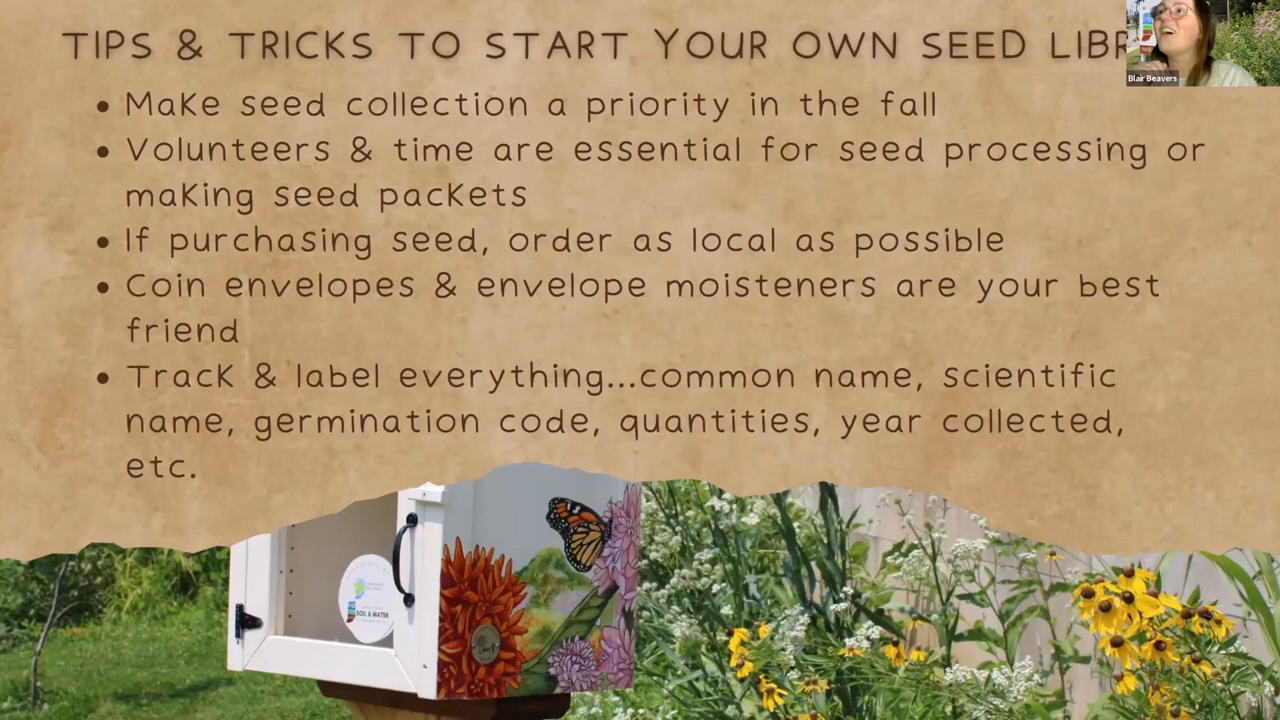 TIPS & TRICKS TO START YOUR OWN SEED LIBR
Blair Beavers
• Make seed collection a priority in the fall
• Volunteers & time are essential for seed processing or
making seed packets
• If purchasing seed, order as local as possible
• Coin envelopes & envelope moisteners are your best
friend
• Track & label everything...common name, scientific
name, germination code, quantities, year collected,
etc.
SOIL & WATER